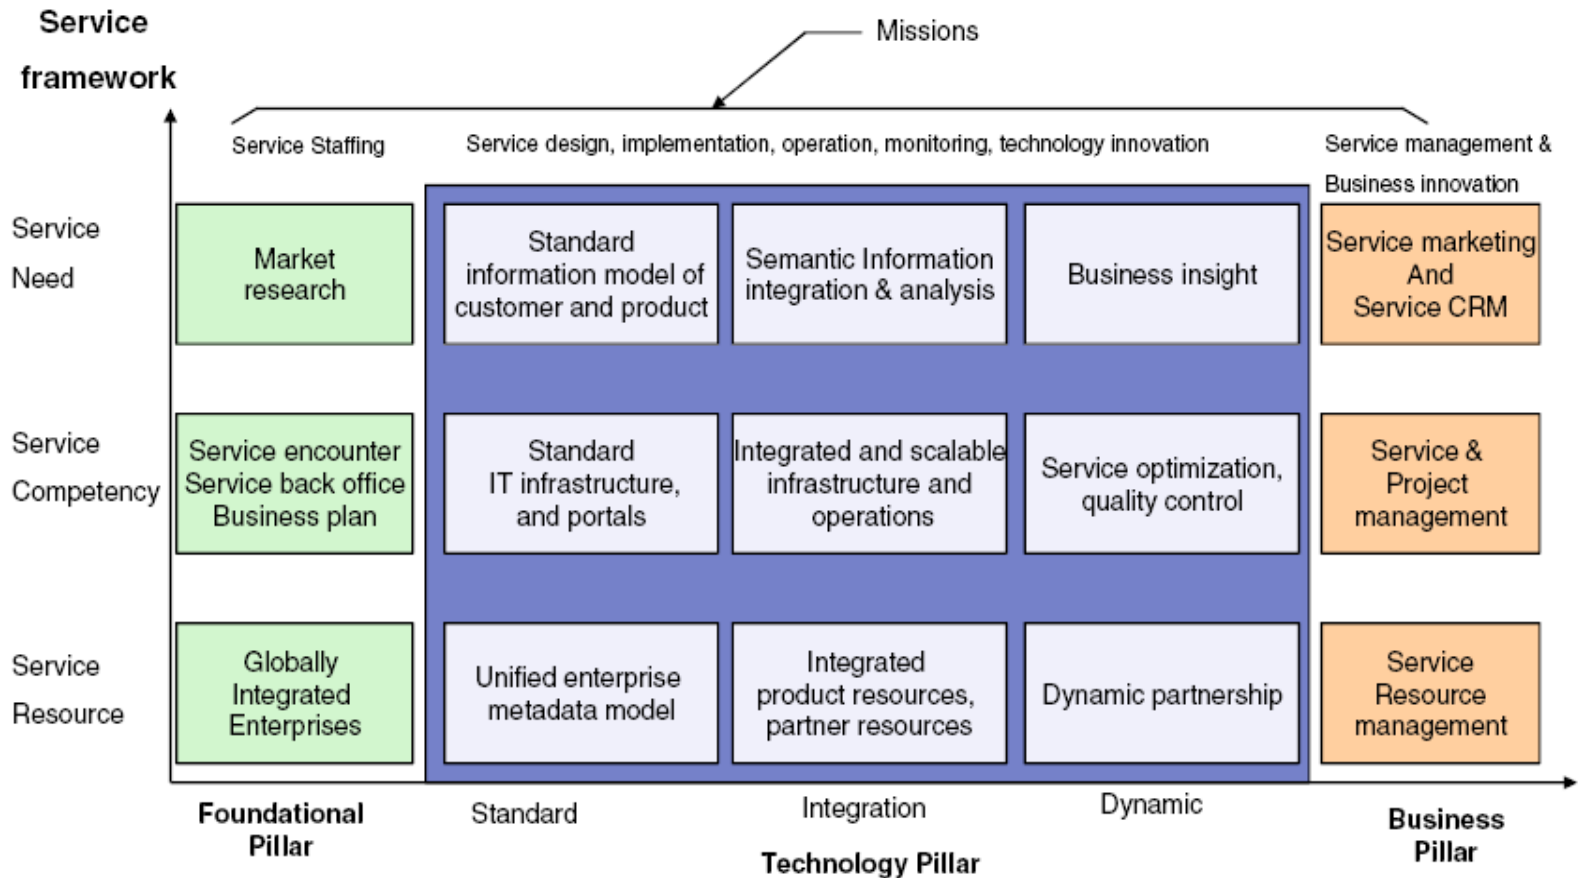 Service
framework
Missions
Service Staffing
Service design, implementation, operation, monitoring, technology innovation
Service management &
Business innovation
Service
Need
Market
research
Standard
information model of
customer and product
Semantic Information
integration & analysis
Business insight
Service marketing
And
Service CRM
Service
Competency
Service encounter
Service back office
Business plan
Standard
IT infrastructure,
and portals
Integrated and scalable
infrastructure and
operations
Service optimization,
quality control
Service &
Project
management
Service
Resource
Globally
Integrated
Enterprises
Unified enterprise
metadata model
Integrated
product resources,
partner resources
Dynamic partnership
Service
Resource
management
Foundational
Pillar
Standard
Integration
Dynamic
Technology Pillar
Business
Pillar